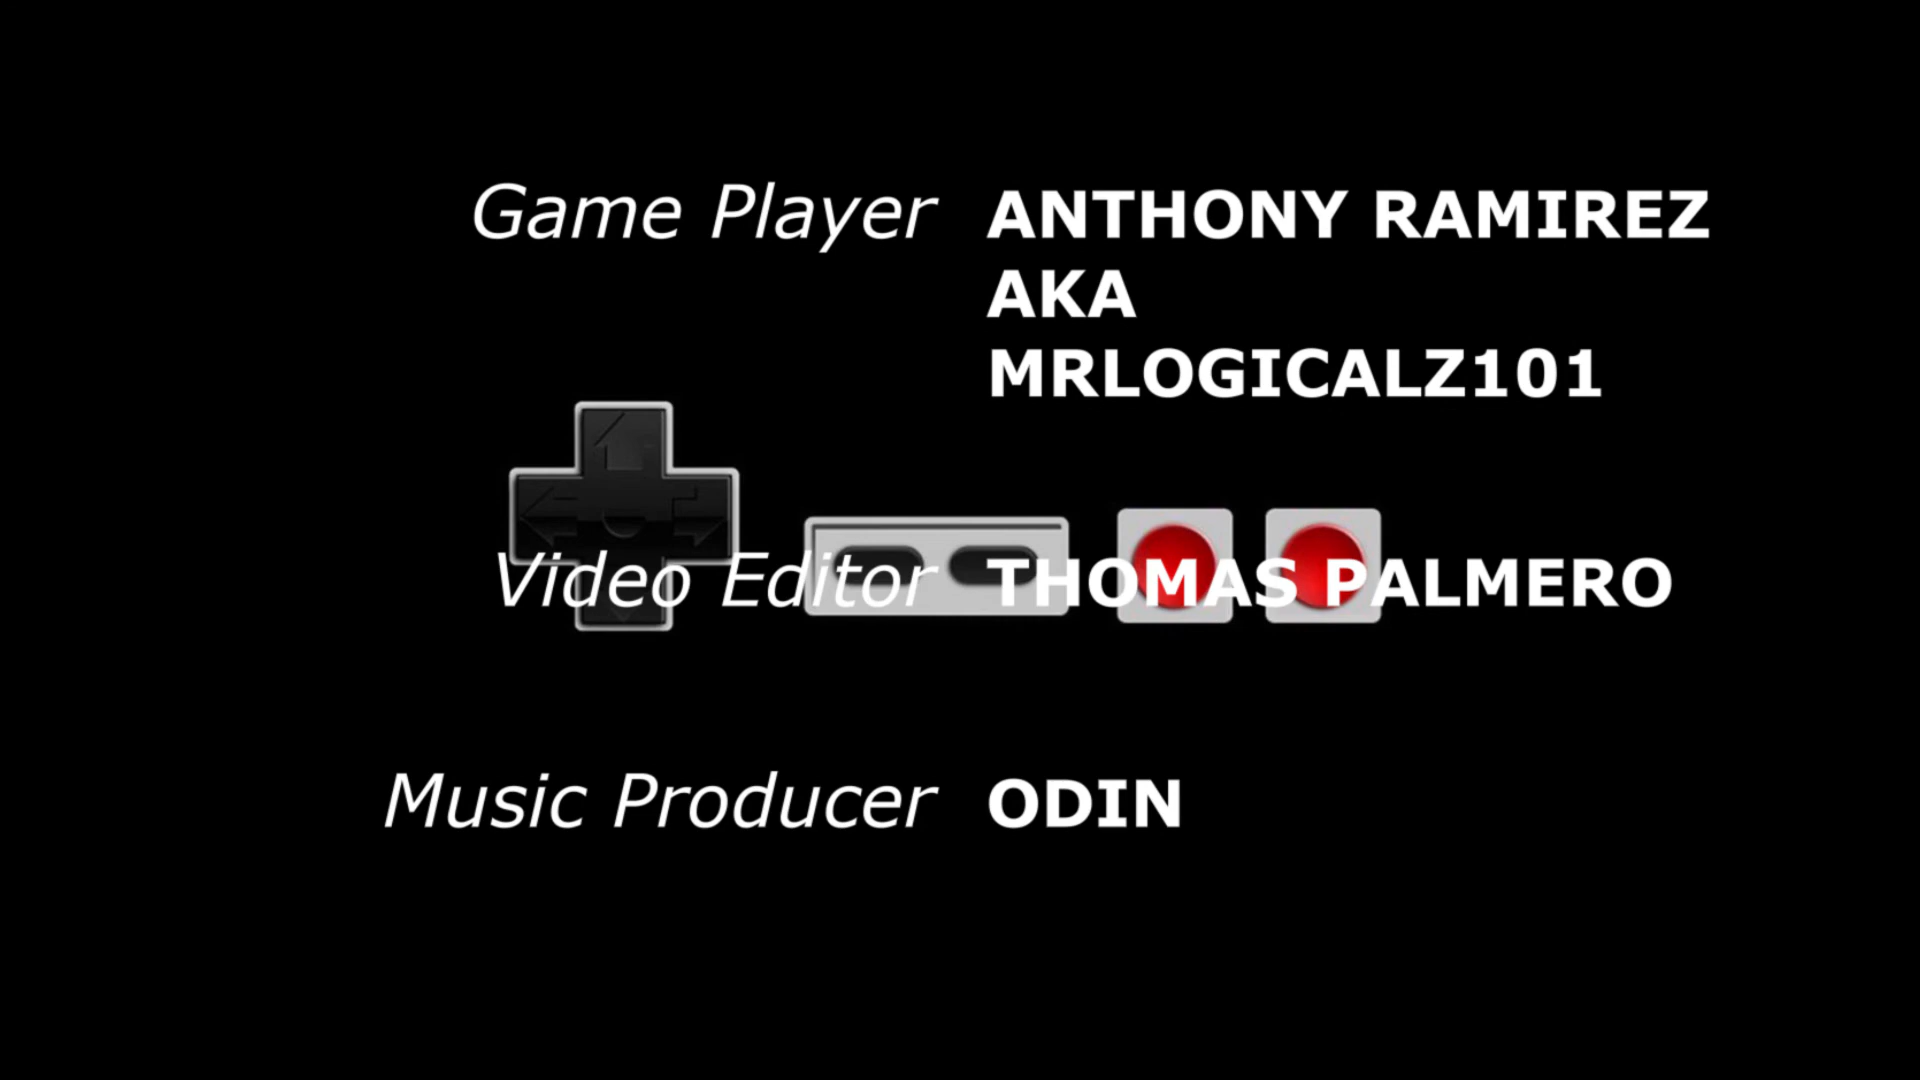 Game Player ANTHONY RAMIREZ
AKA
MRLOGICALZ101
Video Editor THOMAS PALMERO
Music Producer ODIN